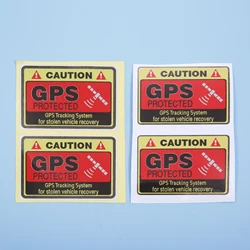 CAUTION
GPS
PROTECTED
GPS Tracking System
for stolen vehicle recovery
CAUTION
GPS
PROTECTED
GPS Tracking System
for stolen vehicle recovery
CAUTION
GPS
PROTECTED
GPS Tracking System
for stolen vehicle recovery
CAUTION
GPS
PROTECTED
GPS Tracking System
for stolen vehicle recovery